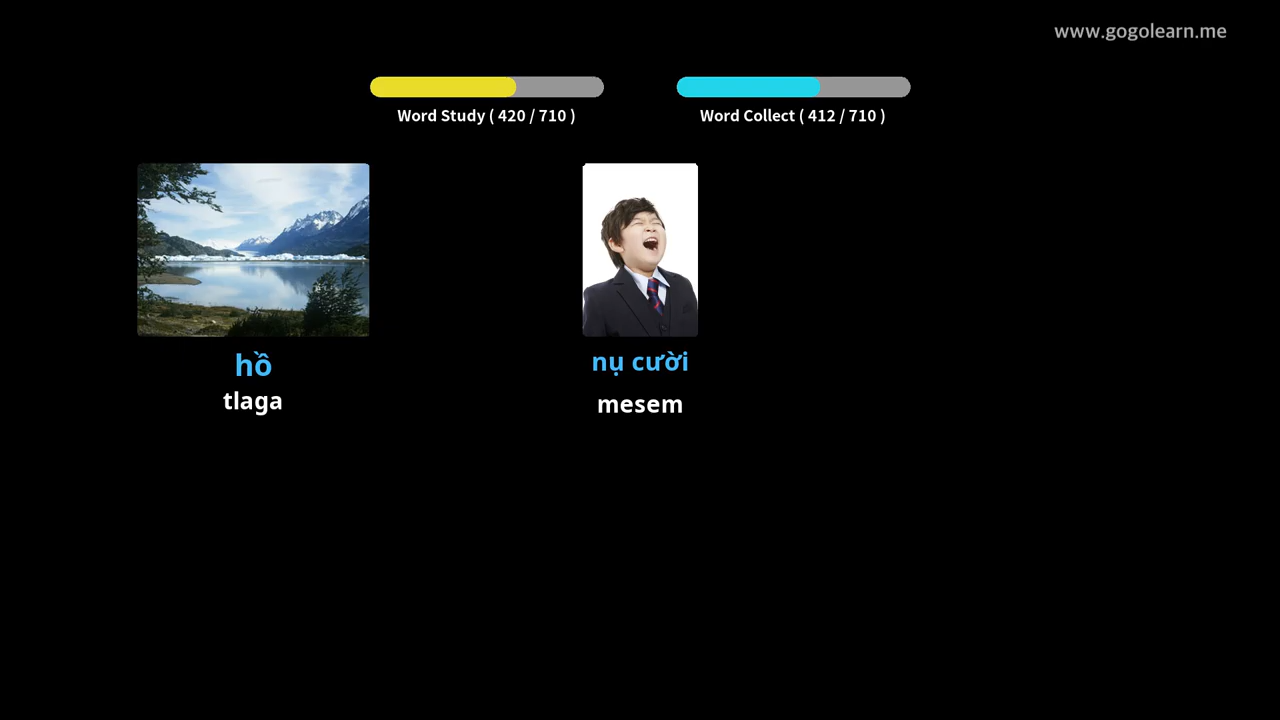 www.gogolearn.me
Word Study ( 420 / 710 )
Word Collect ( 412 / 710 )
hồ
tlaga
nụ cười
mesem